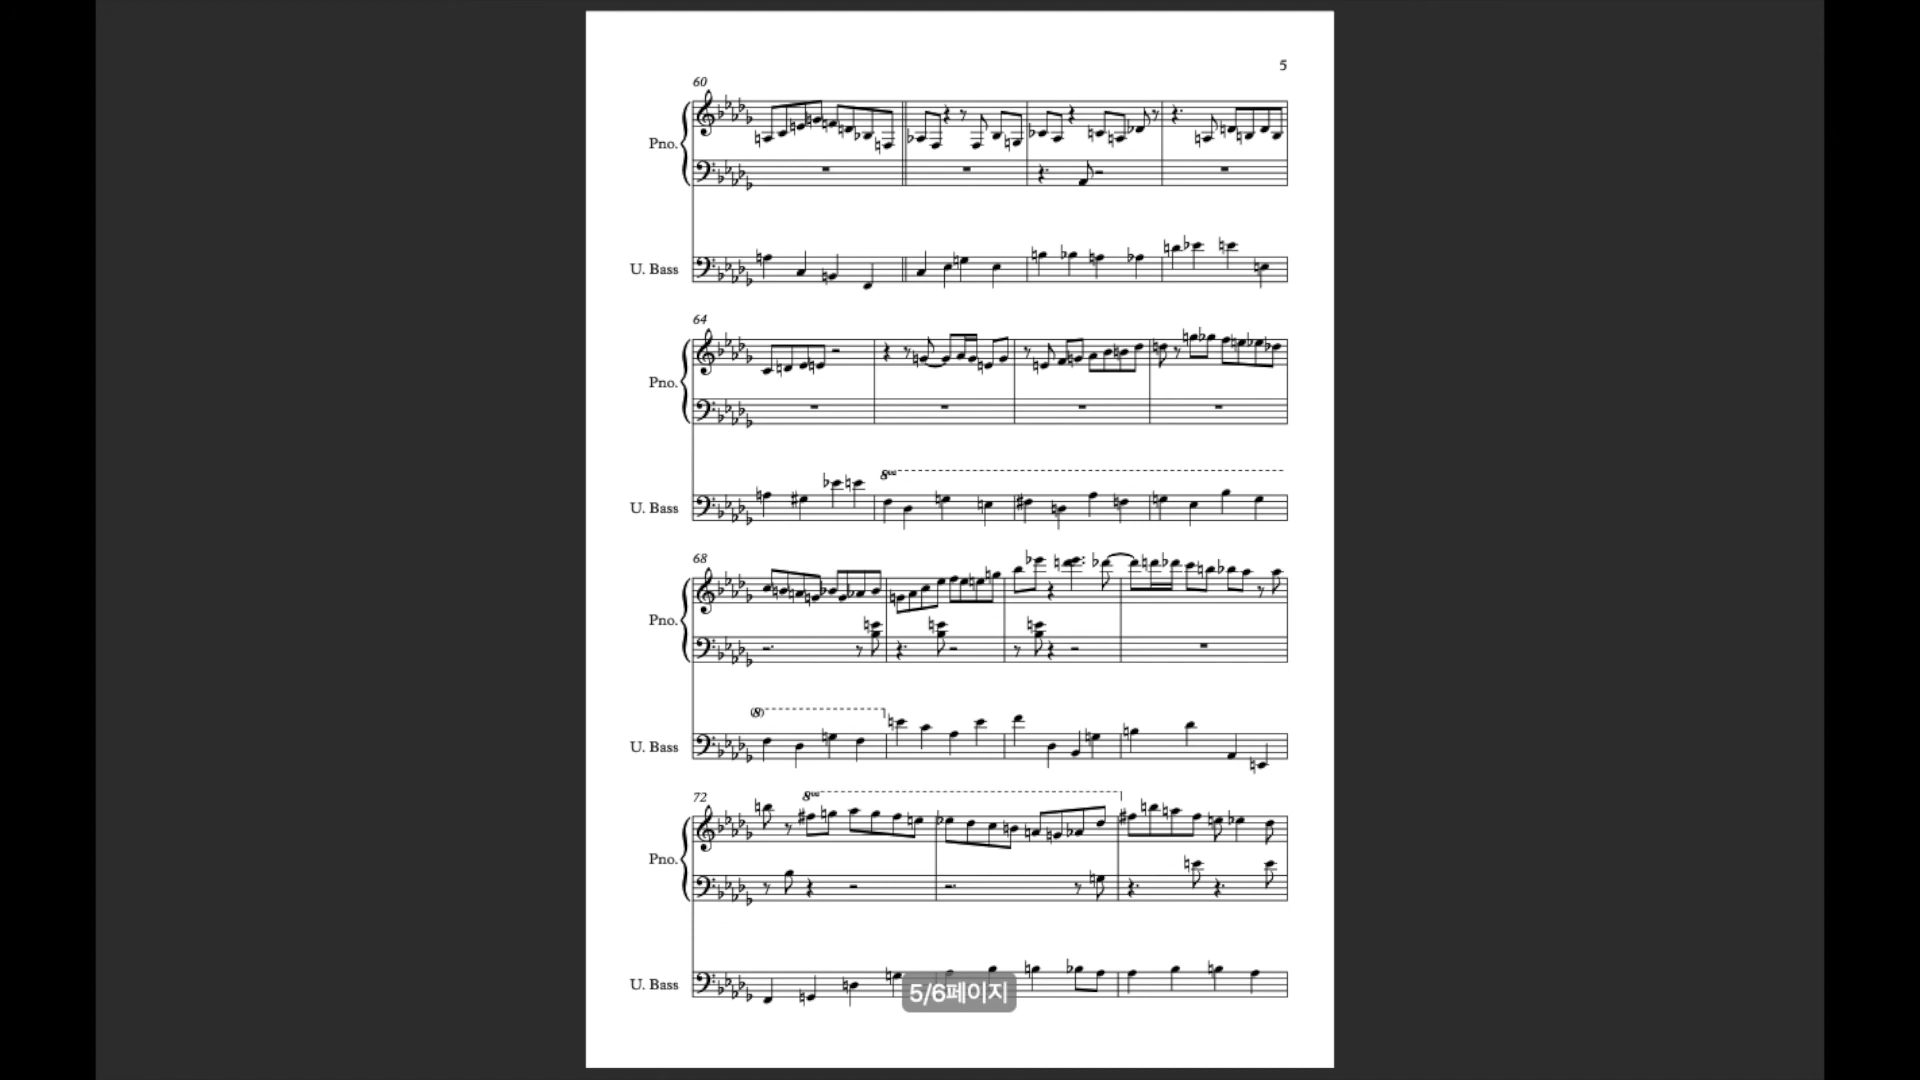 5
60
Pno.
U. Bass
64
Pno.
8va
U. Bass
68
Pno.
(8)
U. Bass
72
8va
Pno.
U. Bass
5/6페이지